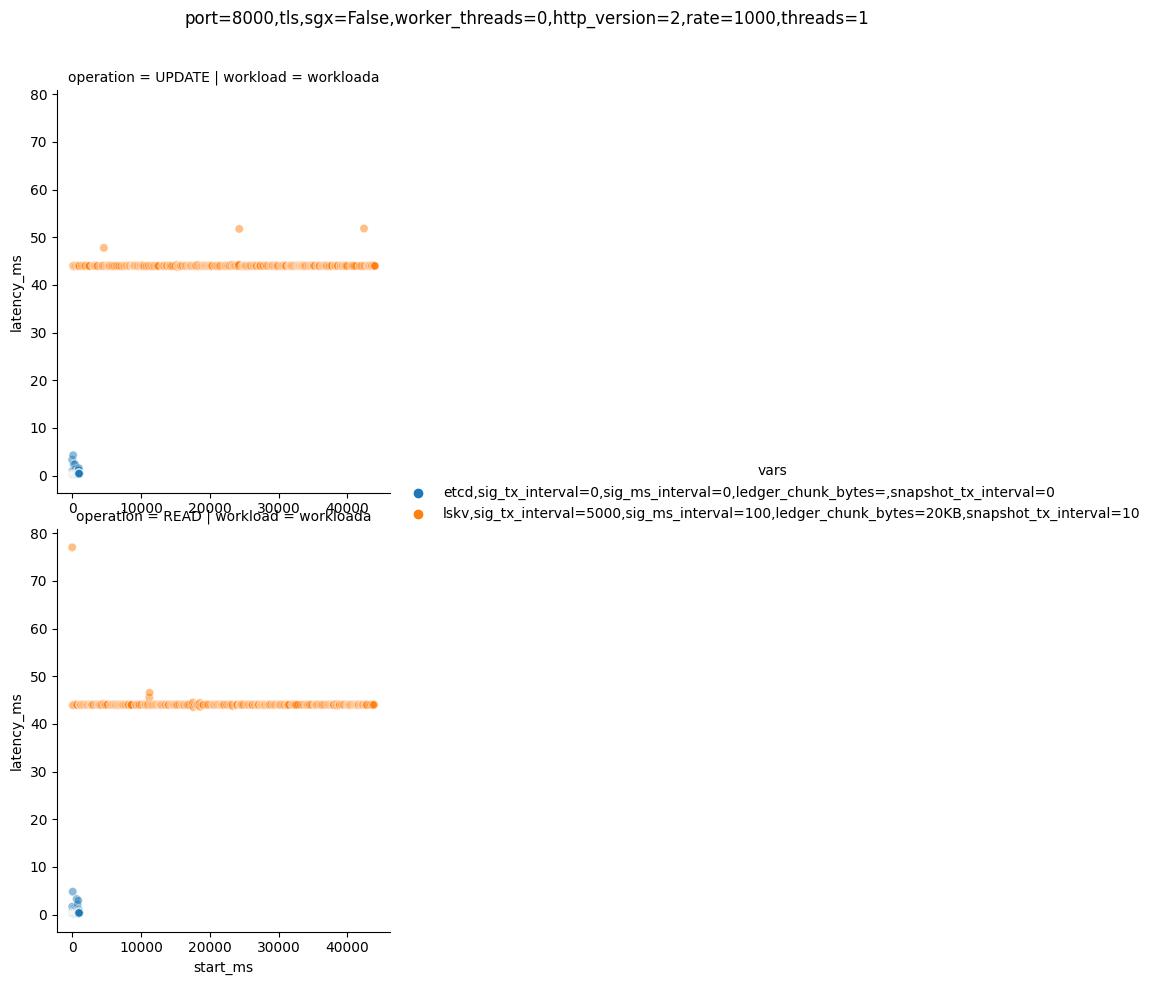 port=8000,tls,sgx=False,worker_threads=0,http_version=2,rate=1000,threads=1
operation = UPDATE | workload = workloada
80
70
60
50
40
30
20
10
0
latency_ms
0 10000 20000 30000 40000
vars
etcd,sig_tx_interval=0,sig_ms_interval=0,ledger_chunk_bytes=,snapshot_tx_interval=0
lskv,sig_tx_interval=5000,sig_ms_interval=100,ledger_chunk_bytes=20KB,snapshot_tx_interval=10
operation = READ | workload = workloada
80
70
60
50
40
30
20
10
0
latency_ms
0 10000 20000 30000 40000
start_ms